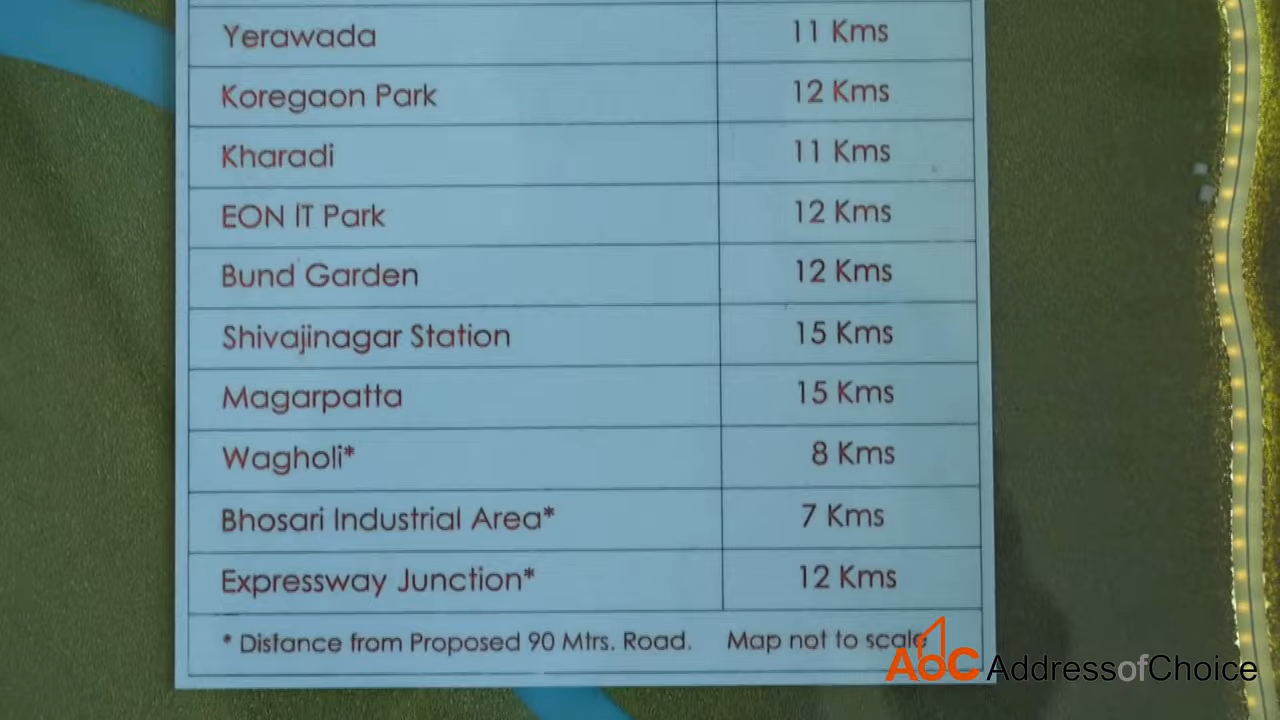 Yerawada 11 Kms
Koregaon Park 12 Kms
Kharadi 11 Kms
EON IT Park 12 Kms
Bund Garden 12 Kms
Shivajinagar Station 15 Kms
Magarpatta 15 Kms
Wagholi* 8 Kms
Bhosari Industrial Area* 7 Kms
Expressway Junction* 12 Kms
* Distance from Proposed 90 Mtrs. Road. Map not to scale
AOC AddressofChoice